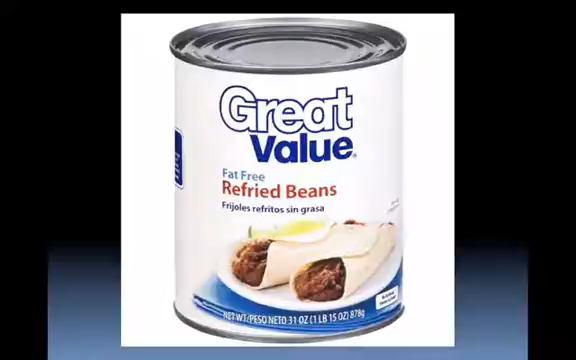 Great
Value
Fat Free
Refried Beans
Frijoles refritos sin grasa
NET WT/PESO NETO 31 OZ (1 LB 15 OZ) 878g